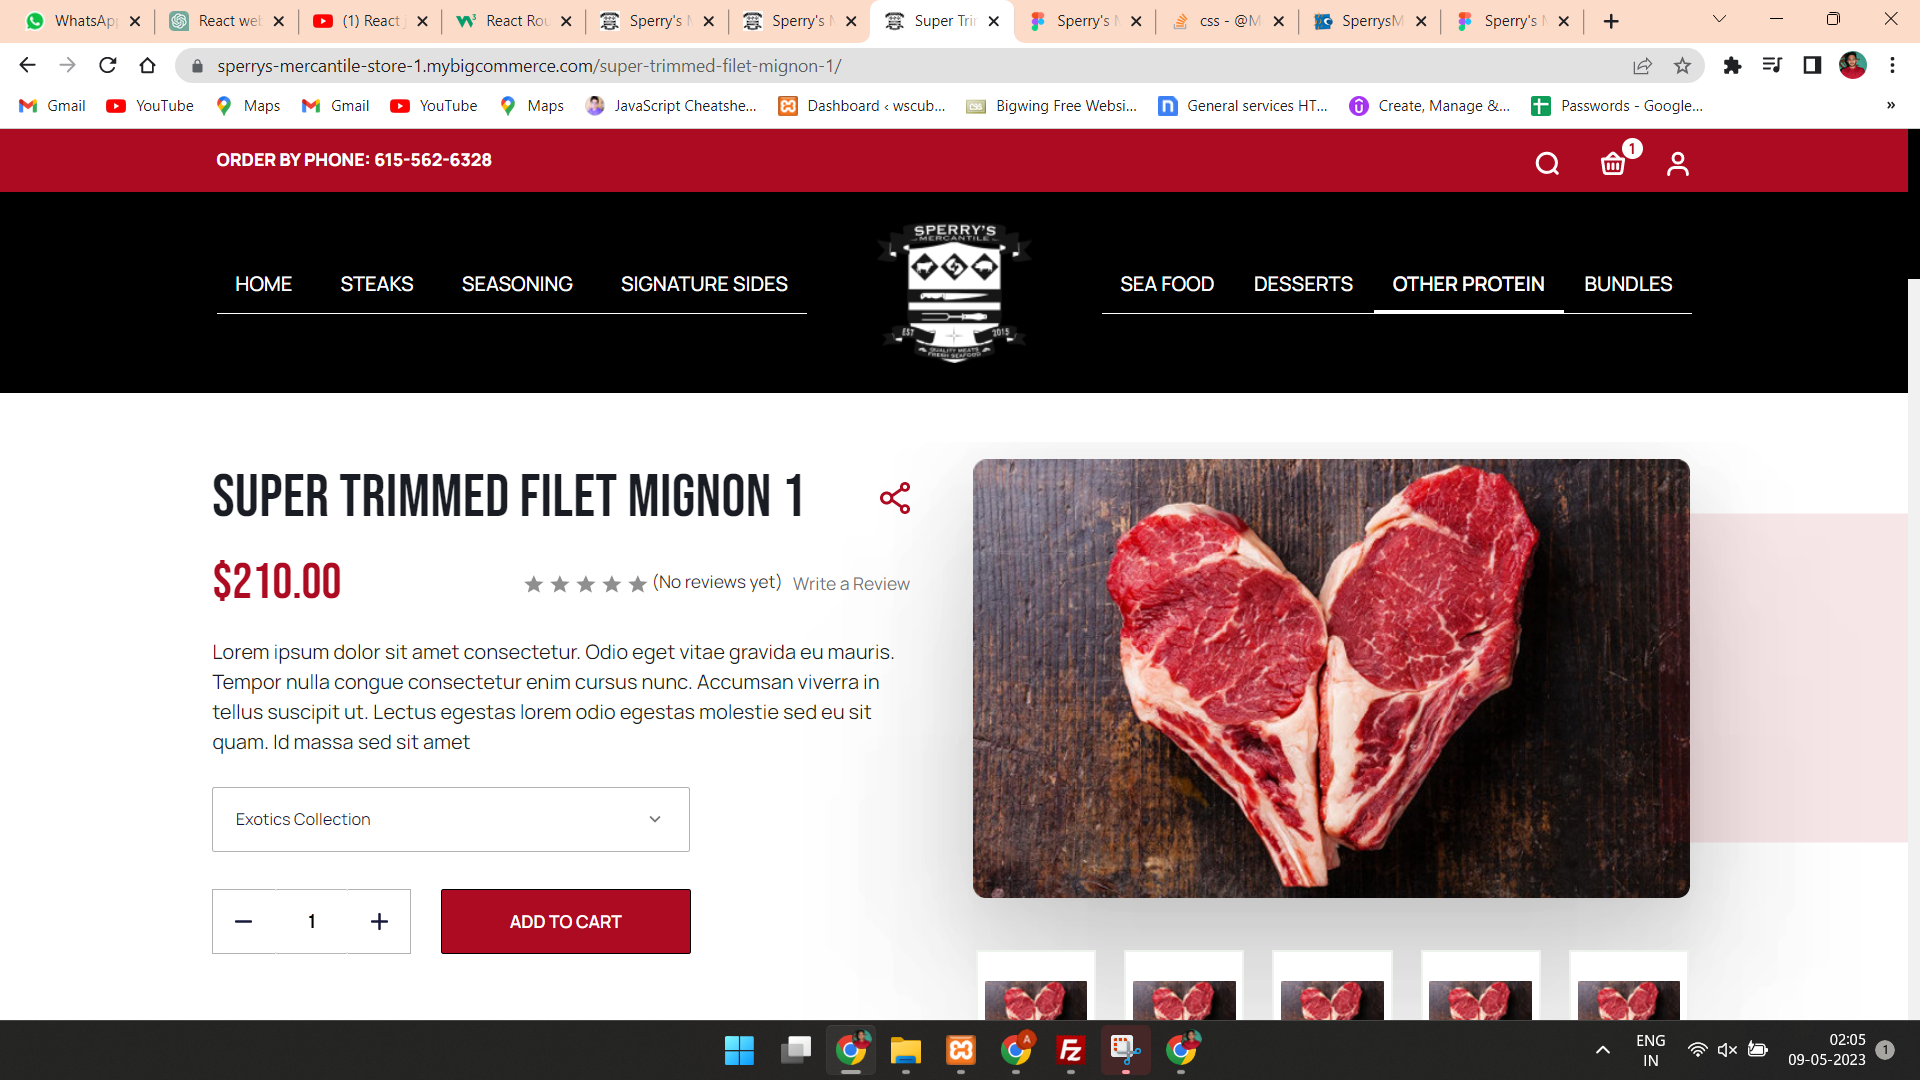 WhatsApp
React web
(1) React
React Rou
Sperry's M
Sperry's M
Super Trim
Sperry's M
css - @M
SperrysM
Sperry's M
sperrys-mercantile-store-1.mybigcommerce.com/super-trimmed-filet-mignon-1/
Gmail YouTube Maps Gmail YouTube Maps JavaScript Cheatshe... Dashboard ‹ wscub... Bigwing Free Websi... General services HT... Create, Manage &... Passwords - Google... »
ORDER BY PHONE: 615-562-6328
1
HOME STEAKS SEASONING SIGNATURE SIDES
SPERRY'S
MERCANTILE
EST 2015
QUALITY MEATS
FRESH SEAFOOD
SEA FOOD DESSERTS OTHER PROTEIN BUNDLES
SUPER TRIMMED FILET MIGNON 1
$210.00
(No reviews yet) Write a Review
Lorem ipsum dolor sit amet consectetur. Odio eget vitae gravida eu mauris.
Tempor nulla congue consectetur enim cursus nunc. Accumsan viverra in
tellus suscipit ut. Lectus egestas lorem odio egestas molestie sed eu sit
quam. Id massa sed sit amet
Exotics Collection
1
ADD TO CART
ENG
IN
02:05
09-05-2023
1